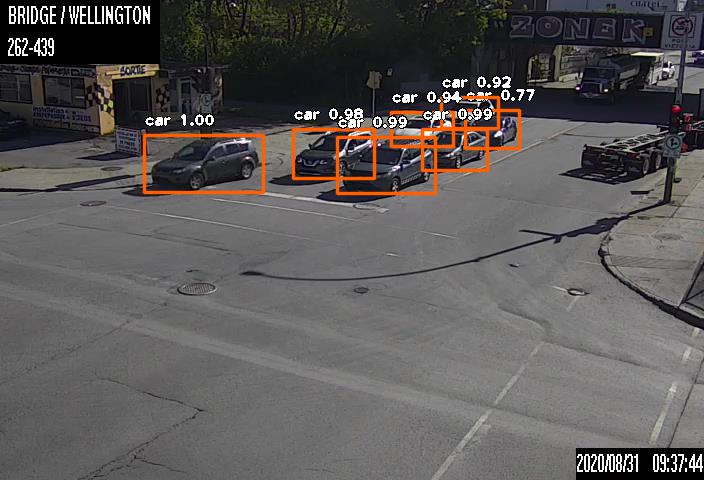 BRIDGE / WELLINGTON
262-439
ZONEK
SORTIE
car 0.92
car 0.94
car 0.77
car 1.00
car 0.98
car 0.99
car 0.99
2020/08/31 09:37:44